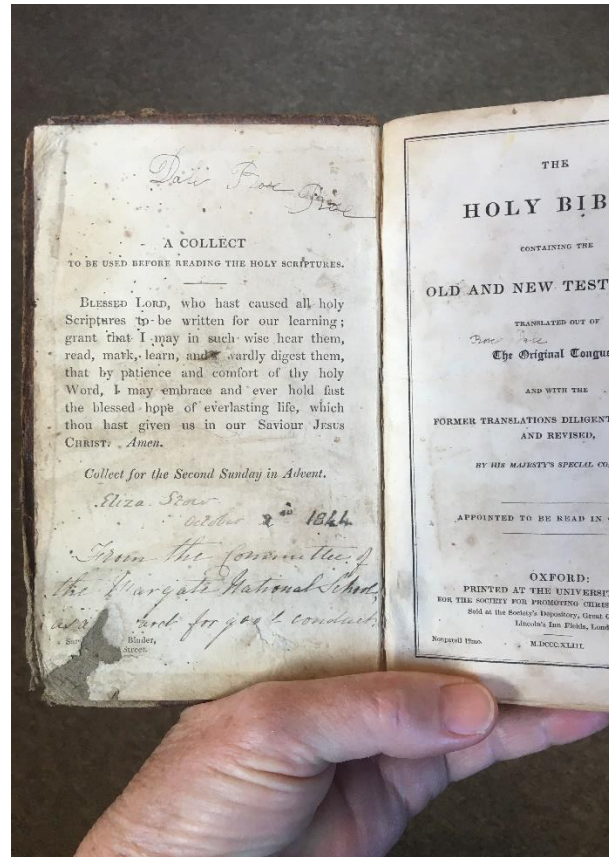 A COLLECT
TO BE USED BEFORE READING THE HOLY SCRIPTURES.
BLESSED LORD, who hast caused all holy
Scriptures to be written for our learning;
grant that I may in such wise hear them,
read, mark, learn, and wardly digest them,
that by patience and comfort of thy holy
Word, I may embrace and ever hold fast
the blessed hope of everlasting life, which
thou hast given us in our Saviour JESUS
CHRIST. Amen.
Collect for the Second Sunday in Advent.
Eliza
October 2nd 1844
From the Committee of
the Margate National School,
as a ward for good conduct
Binder,
Street.
THE
HOLY BIB
CONTAINING THE
OLD AND NEW TEST
TRANSLATED OUT OF
The Original Tongu
AND WITH THE
FORMER TRANSLATIONS DILIGENT
AND REVISED,
BY HIS MAJESTY'S SPECIAL CO
APPOINTED TO BE READ IN
OXFORD:
PRINTED AT THE UNIVERSIT
FOR THE SOCIETY FOR PROMOTING CHRIS
Sold at the Society's Depository, Great
Lincoln's Inn Fields, Lond
Nonpareil 12mo.
M.DCCC.XLIII.